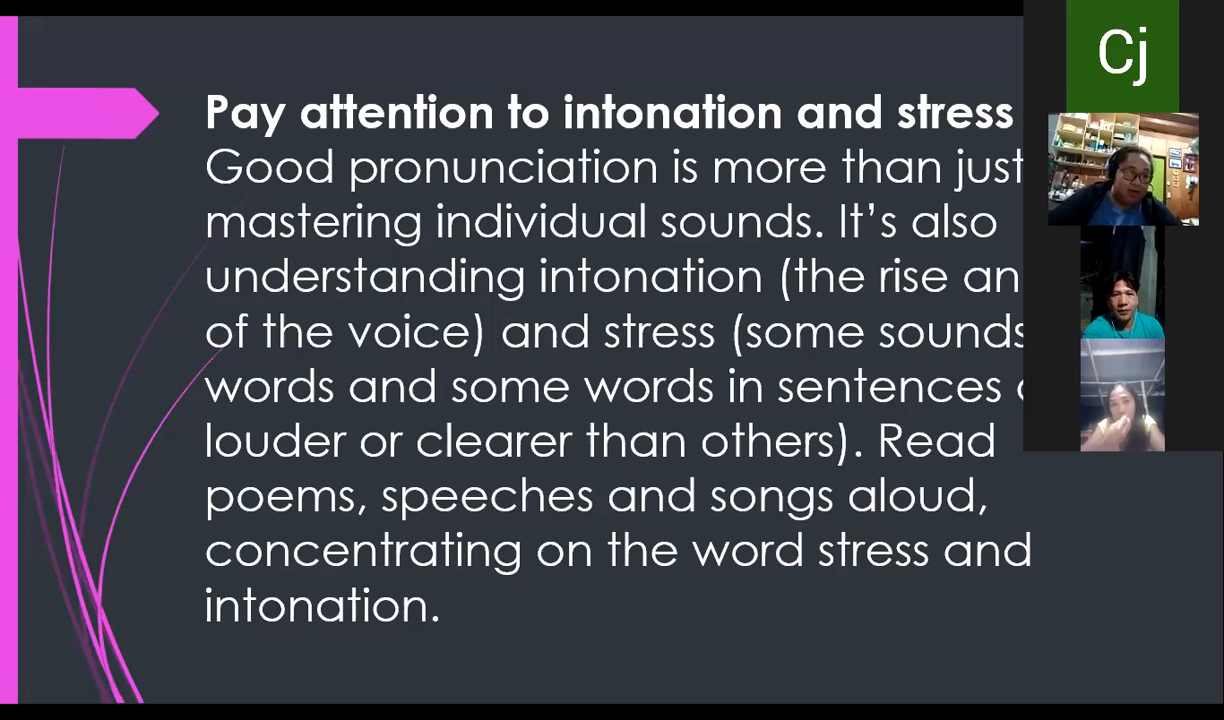 Pay attention to intonation and stress
Good pronunciation is more than just
mastering individual sounds. It's also
understanding intonation (the rise an
of the voice) and stress (some sounds
words and some words in sentences
louder or clearer than others). Read
poems, speeches and songs aloud,
concentrating on the word stress and
intonation.
Cj